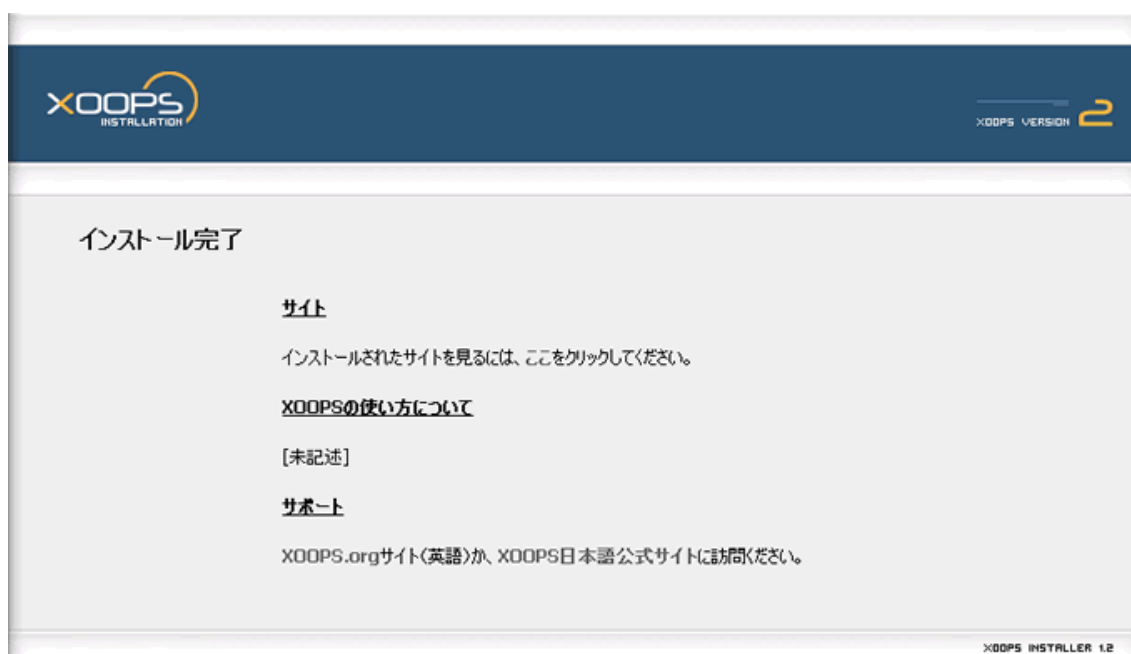 XOOPS
INSTALLATION
XOOPS VERSION 2
インストール完了
サイト
インストールされたサイトを見るには、ここをクリックしてください。
XOOPSの使い方について
[未記述]
サポート
XOOPS.orgサイト(英語)か、XOOPS日本語公式サイトに訪問ください。
XOOPS INSTALLER 1.2